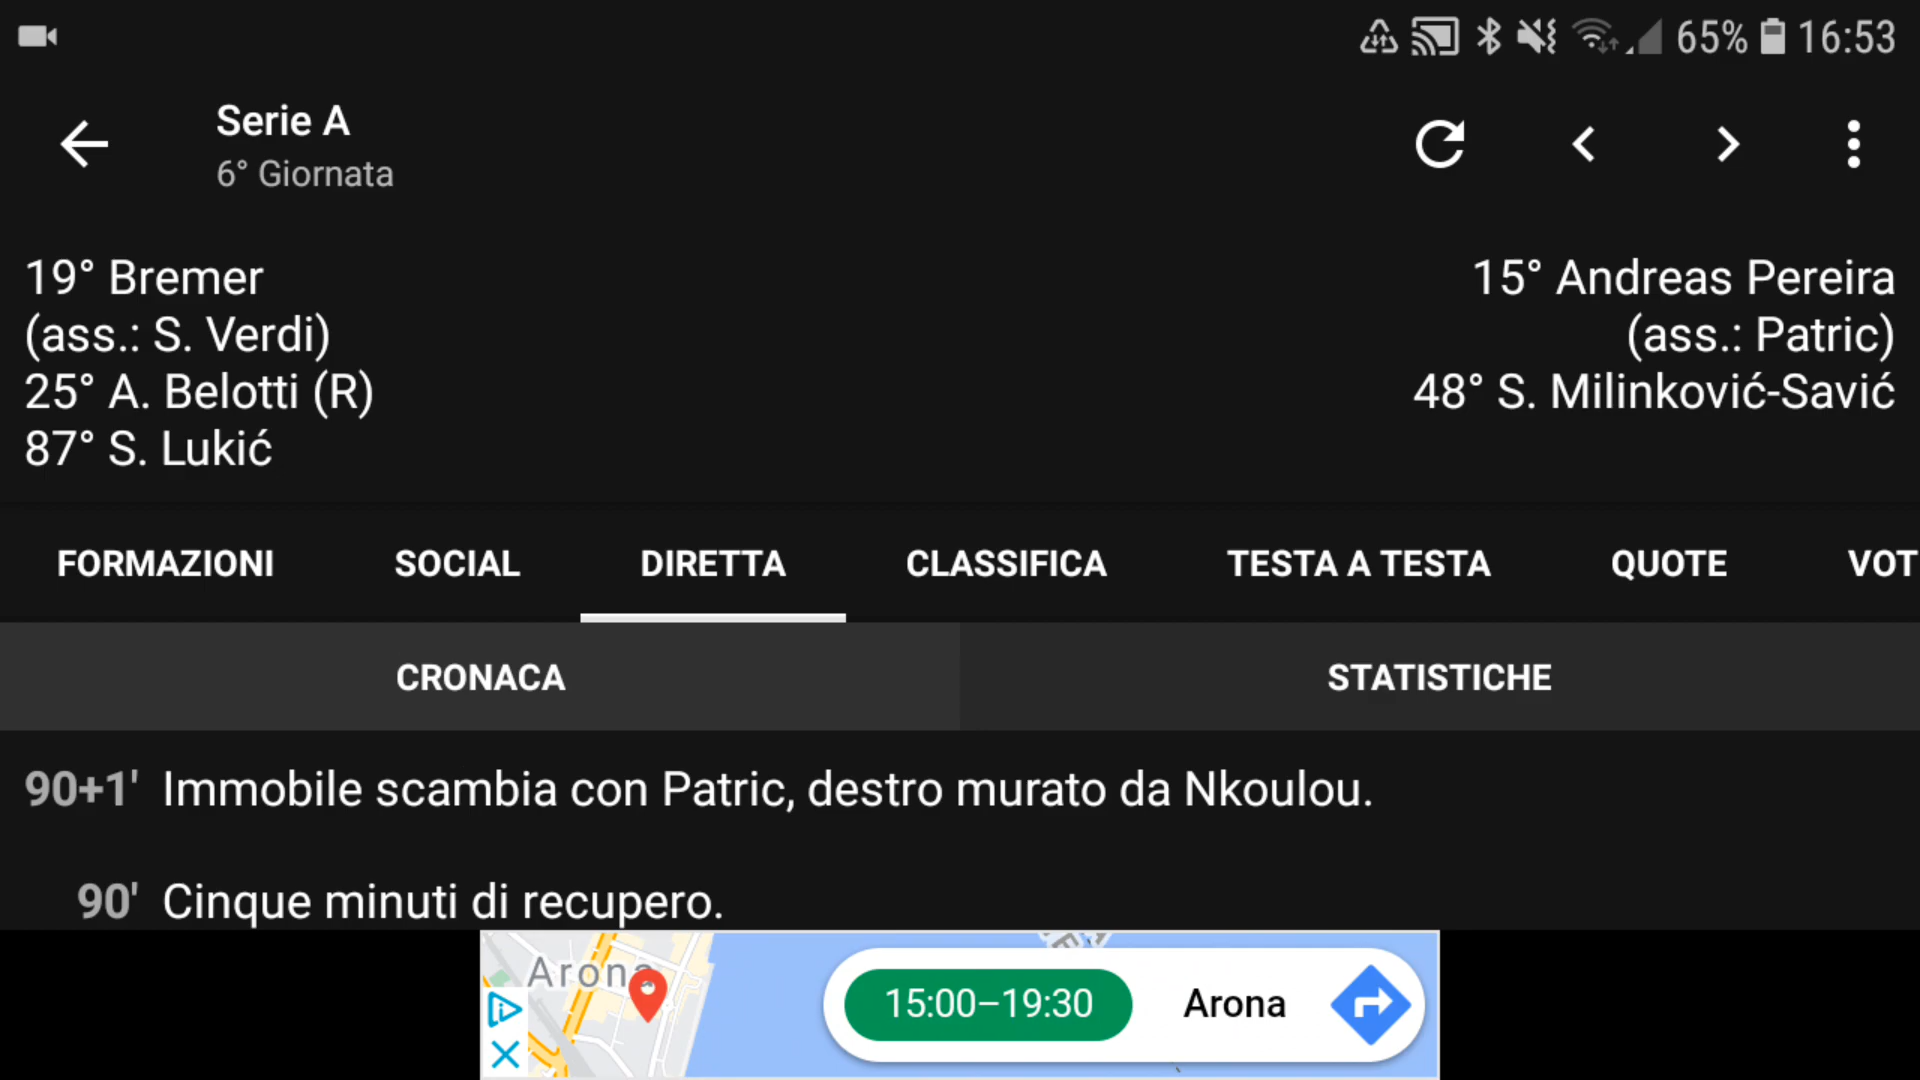 65% 16:53
Serie A
6° Giornata
19° Bremer
(ass.: S. Verdi)
25° A. Belotti (R)
87° S. Lukić
15° Andreas Pereira
(ass.: Patric)
48° S. Milinković-Savić
FORMAZIONI SOCIAL DIRETTA CLASSIFICA TESTA A TESTA QUOTE VOT
CRONACA STATISTICHE
90+1' Immobile scambia con Patric, destro murato da Nkoulou.
90' Cinque minuti di recupero.
Arona
15:00–19:30 Arona